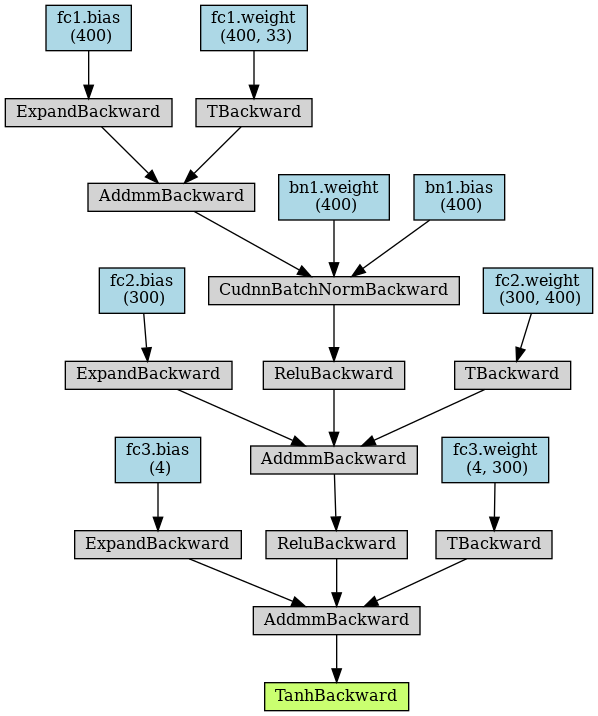 fc1.bias
(400)
fc1.weight
(400, 33)
ExpandBackward
TBackward
AddmmBackward
bn1.weight
(400)
bn1.bias
(400)
fc2.bias
(300)
CudnnBatchNormBackward
fc2.weight
(300, 400)
ExpandBackward
ReluBackward
TBackward
fc3.bias
(4)
AddmmBackward
fc3.weight
(4, 300)
ExpandBackward
ReluBackward
TBackward
AddmmBackward
TanhBackward